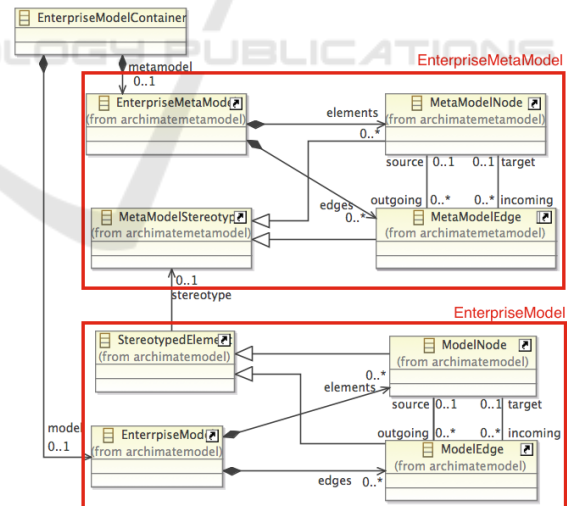 EnterpriseModelContainer
OLOGY PUBLICATIONS
metamodel
0..1
EnterpriseMetaModel
EnterpriseMetaMod
(from archimatemetamodel)
elements
0..*
MetaModelNode
(from archimatemetamodel)
source 0..1 0..1 target
edges
0..*
outgoing 0..* 0..* incoming
MetaModelStereotyp
(from archimatemetamodel)
MetaModelEdge
(from archimatemetamodel)
0..1
stereotype
EnterpriseModel
StereotypedEleme
(from archimatemodel)
ModelNode
(from archimatemodel)
0..*
elements
source 0..1 0..1 target
model
0..1
EnterrpiseMod
(from archimatemodel)
outgoing 0..* 0..* incoming
ModelEdge
(from archimatemodel)
edges 0..*